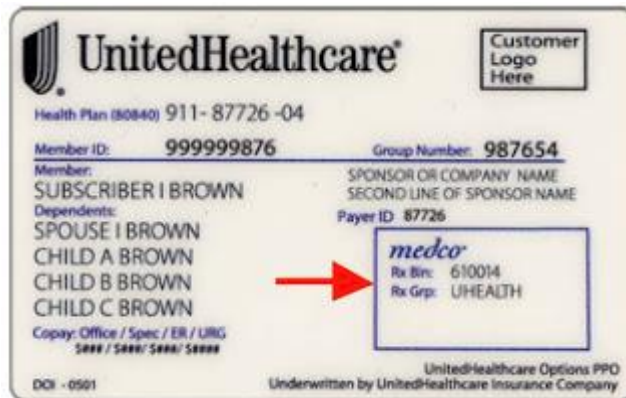 UnitedHealthcare®
Customer
Logo
Here
Health Plan (80840) 911- 87726 -04
Member ID: 999999876 Group Number: 987654
Member:
SUBSCRIBER I BROWN
Dependents:
SPOUSE I BROWN
CHILD A BROWN
CHILD B BROWN
CHILD C BROWN
SPONSOR OR COMPANY NAME
SECOND LINE OF SPONSOR NAME
Payer ID 87726
medco®
Rx Bin: 610014
Rx Grp: UHEALTH
Copay: Office / Spec / ER / URG
$### / $###/ $###/ $####
UnitedHealthcare Options PPO
DOI - 0501 Underwritten by UnitedHealthcare Insurance Company